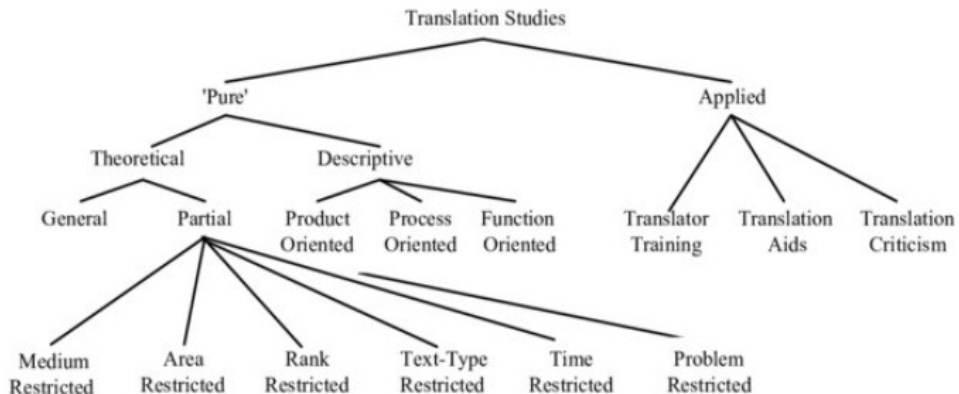 Translation Studies
'Pure'
Applied
Theoretical
Descriptive
General
Partial
Product
Oriented
Process
Oriented
Function
Oriented
Translator
Training
Translation
Aids
Translation
Criticism
Medium
Restricted
Area
Restricted
Rank
Restricted
Text-Type
Restricted
Time
Restricted
Problem
Restricted